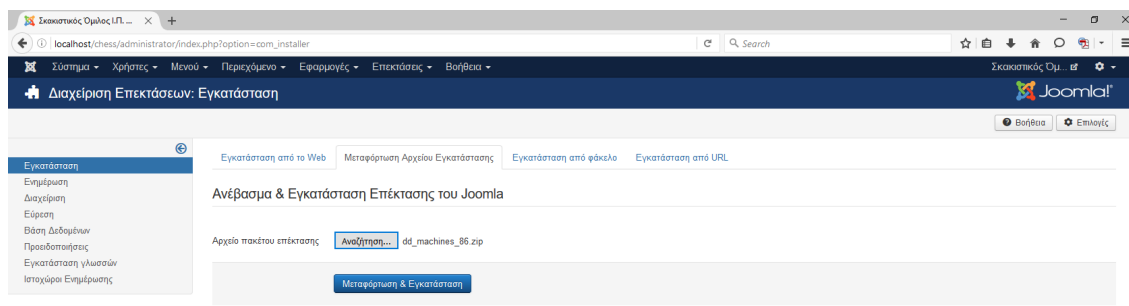 Σκακιστικός Όμιλος Ι.Π. ... × +
localhost/chess/administrator/index.php?option=com_installer Search
Σύστημα Χρήστες Μενού Περιεχόμενο Εφαρμογές Επεκτάσεις Βοήθεια Σκακιστικός Όμ...
Διαχείριση Επεκτάσεων: Εγκατάσταση Joomla!
Βοήθεια Επιλογές
Εγκατάσταση από το Web Μεταφόρτωση Αρχείου Εγκατάστασης Εγκατάσταση από φάκελο Εγκατάσταση από URL
Εγκατάσταση
Ενημέρωση
Διαχείριση
Εύρεση
Βάση Δεδομένων
Προειδοποιήσεις
Εγκατάσταση γλωσσών
Ιστοχώροι Ενημέρωσης
Ανέβασμα & Εγκατάσταση Επέκτασης του Joomla
Αρχείο πακέτου επέκτασης Αναζήτηση... dd_machines_86.zip
Μεταφόρτωση & Εγκατάσταση